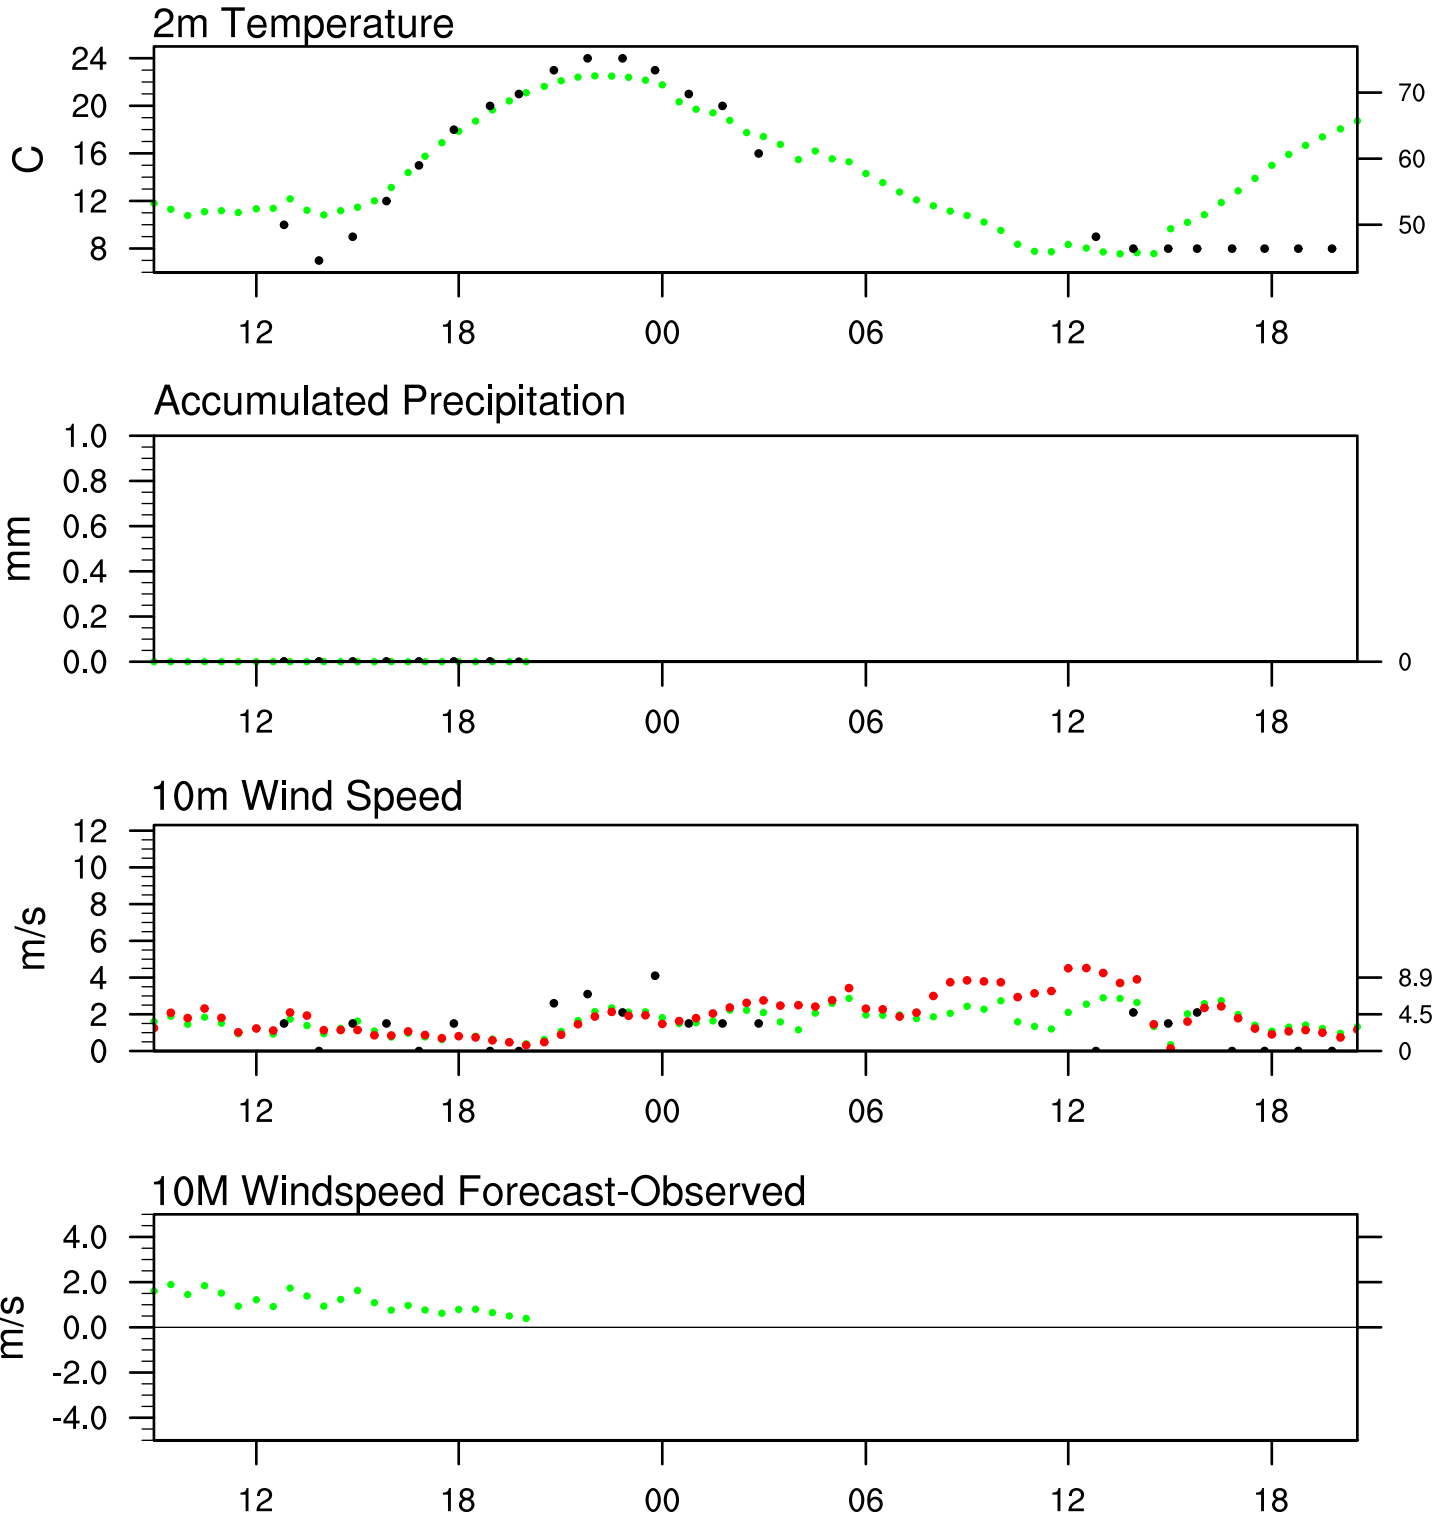 2m Temperature
24
20
16
12
8
C
70
60
50
12 18 00 06 12 18
Accumulated Precipitation
1.0
0.8
0.6
0.4
0.2
0.0
mm
0
12 18 00 06 12 18
10m Wind Speed
12
10
8
6
4
2
0
m/s
8.9
4.5
0
12 18 00 06 12 18
10M Windspeed Forecast-Observed
4.0
2.0
0.0
-2.0
-4.0
m/s
12 18 00 06 12 18